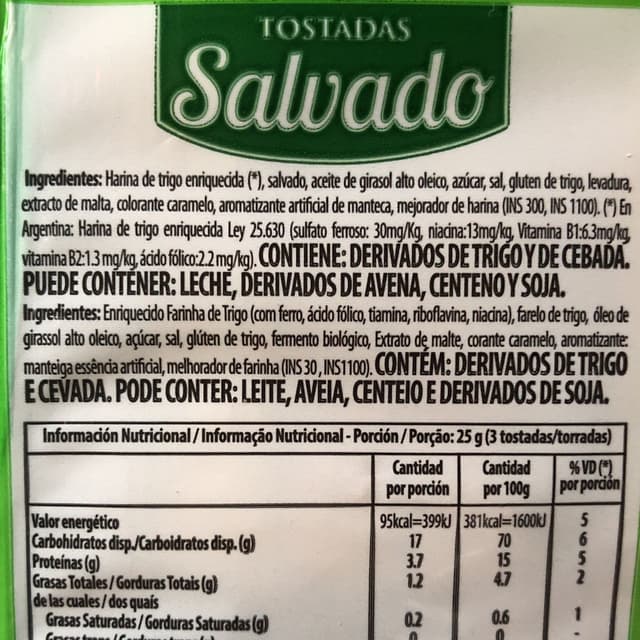 TOSTADAS
Salvado
Ingredientes: Harina de trigo enriquecida (*), salvado, aceite de girasol alto oleico, azúcar, sal, gluten de trigo, levadura,
extracto de malta, colorante caramelo, aromatizante artificial de manteca, mejorador de harina (INS 300, INS 1100). (*) En
Argentina: Harina de trigo enriquecida Ley 25.630 (sulfato ferroso: 30mg/Kg, niacina:13mg/kg, Vitamina B1:6.3mg/kg,
vitamina B2:1.3 mg/kg, ácido fólico:2.2 mg/kg). CONTIENE: DERIVADOS DE TRIGO Y DE CEBADA.
PUEDE CONTENER: LECHE, DERIVADOS DE AVENA, CENTENO Y SOJA.
Ingredientes: Enriquecido Farinha de Trigo (com ferro, ácido fólico, tiamina, riboflavina, niacina), farelo de trigo, óleo de
girassol alto oleico, açúcar, sal, glúten de trigo, fermento biológico, Extrato de malte, corante caramelo, aromatizante:
manteiga essência artificial, melhorador de farinha (INS 30 , INS1100). CONTÉM: DERIVADOS DE TRIGO
E CEVADA. PODE CONTER: LEITE, AVEIA, CENTEIO E DERIVADOS DE SOJA.
Información Nutricional / Informação Nutricional - Porción / Porção: 25 g (3 tostadas/torradas)
Cantidad por porción Cantidad por 100g % VD (*) por porción
Valor energético 95kcal=399kJ 381kcal=1600kJ 5
Carbohidratos disp./Carboidratos disp. (g) 17 70 6
Proteínas (g) 3.7 15 5
Grasas Totales / Gorduras Totais (g) 1.2 4.7 2
de las cuales / dos quais
Grasas Saturadas / Gorduras Saturadas (g) 0.2 0.6 1